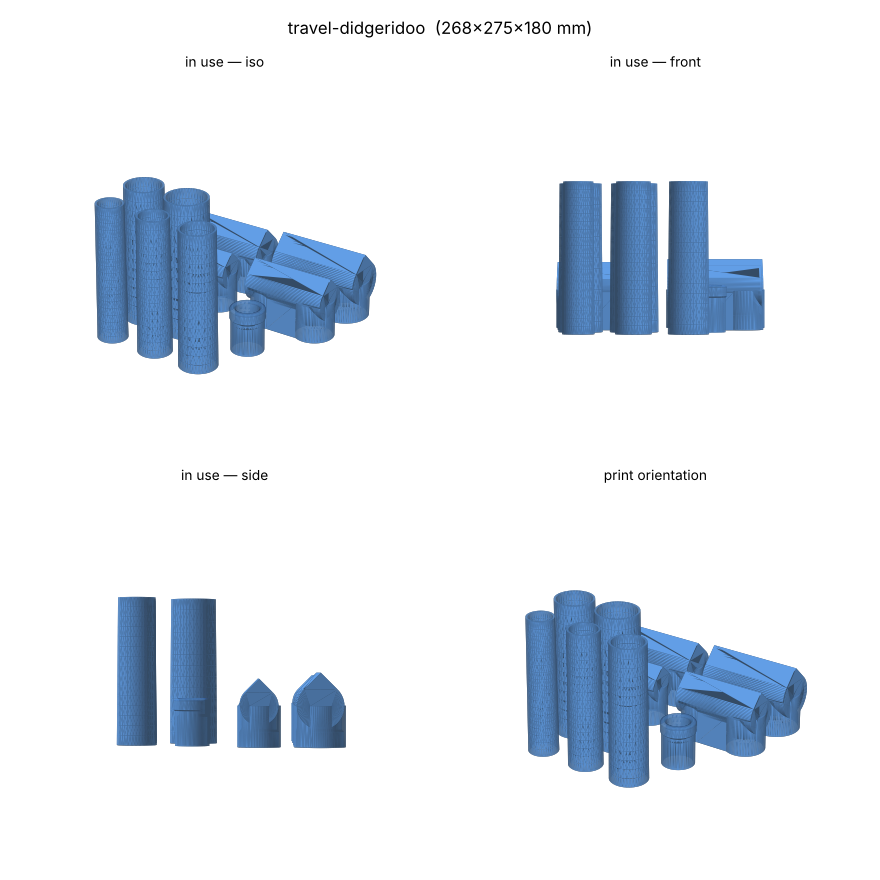 travel-didgeridoo  (268×275×180 mm)
in use — iso
in use — front
in use — side
print orientation